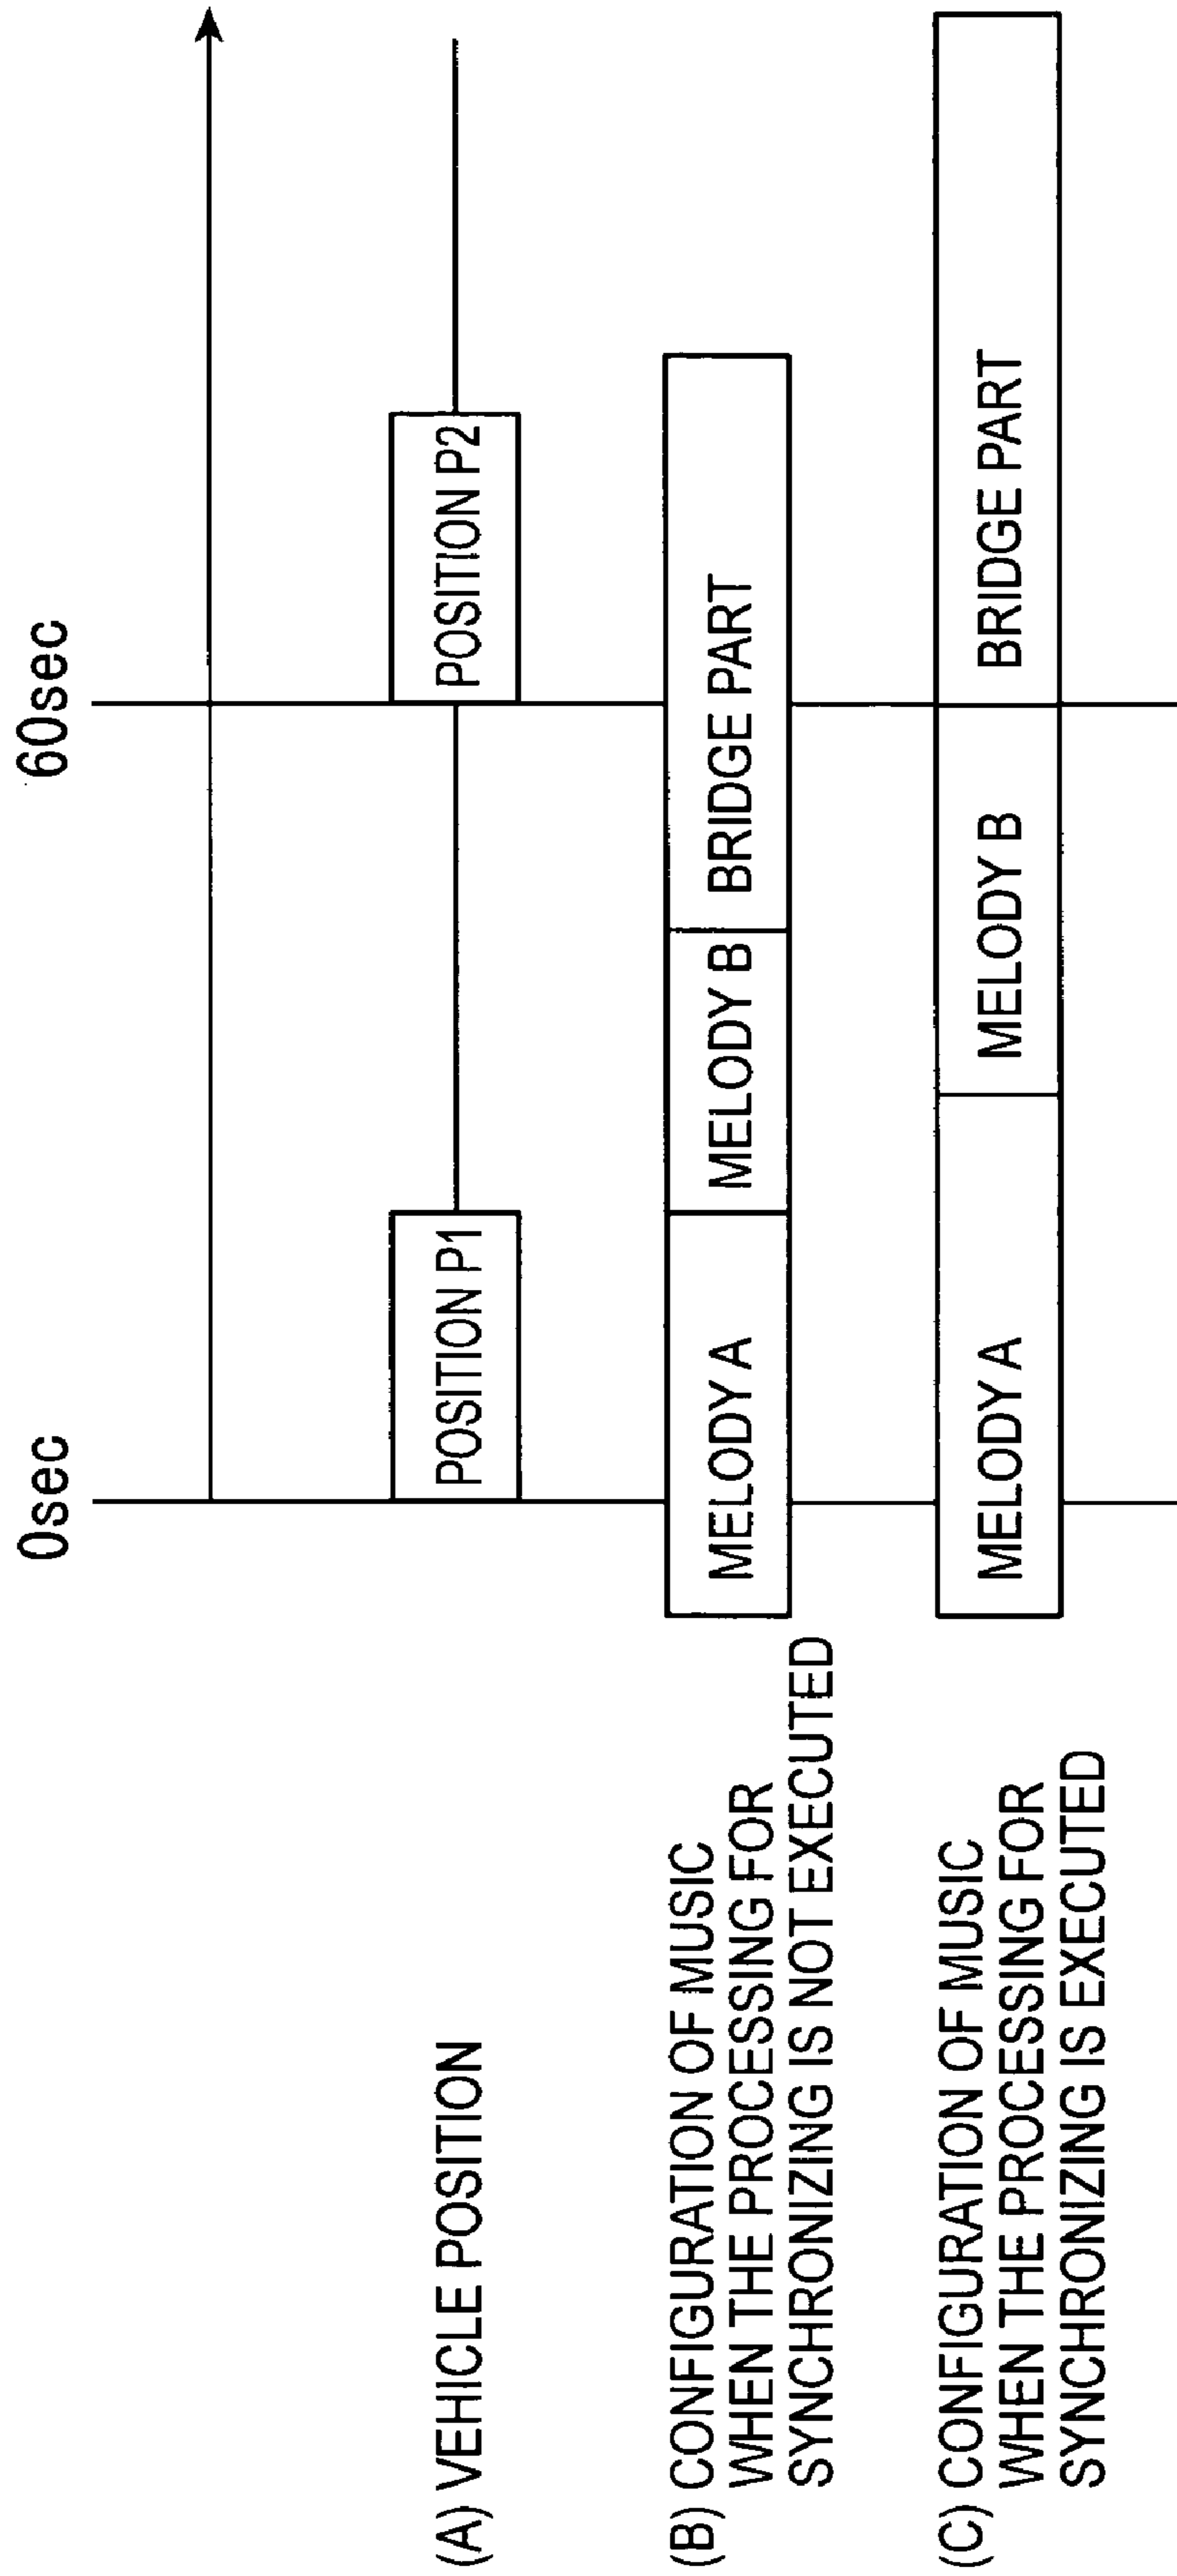 0sec
60sec
(A) VEHICLE POSITION
POSITION P1
POSITION P2
(B) CONFIGURATION OF MUSIC
WHEN THE PROCESSING FOR
SYNCHRONIZING IS NOT EXECUTED
MELODY A
MELODY B
BRIDGE PART
(C) CONFIGURATION OF MUSIC
WHEN THE PROCESSING FOR
SYNCHRONIZING IS EXECUTED
MELODY A
MELODY B
BRIDGE PART